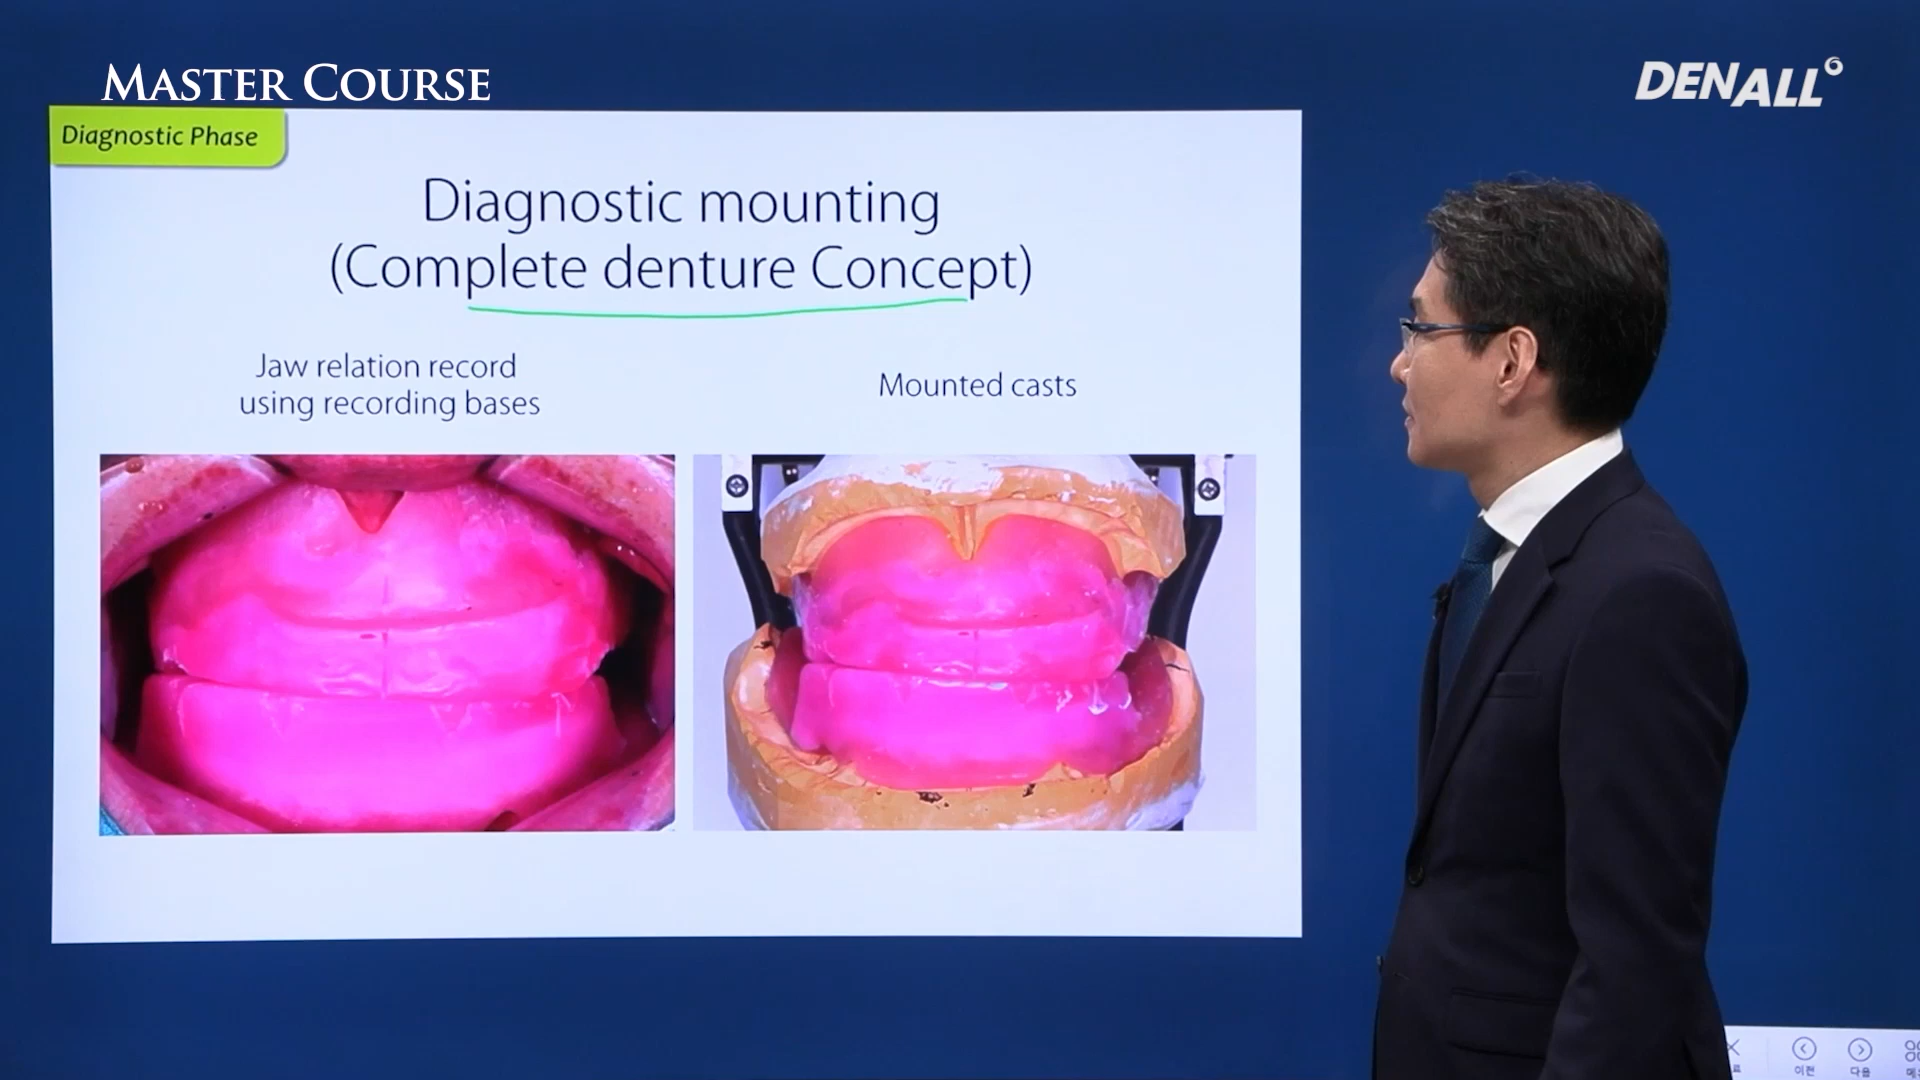 MASTER COURSE
DENALL
Diagnostic Phase
Diagnostic mounting
(Complete denture Concept)
Jaw relation record
using recording bases
Mounted casts
이전
다음